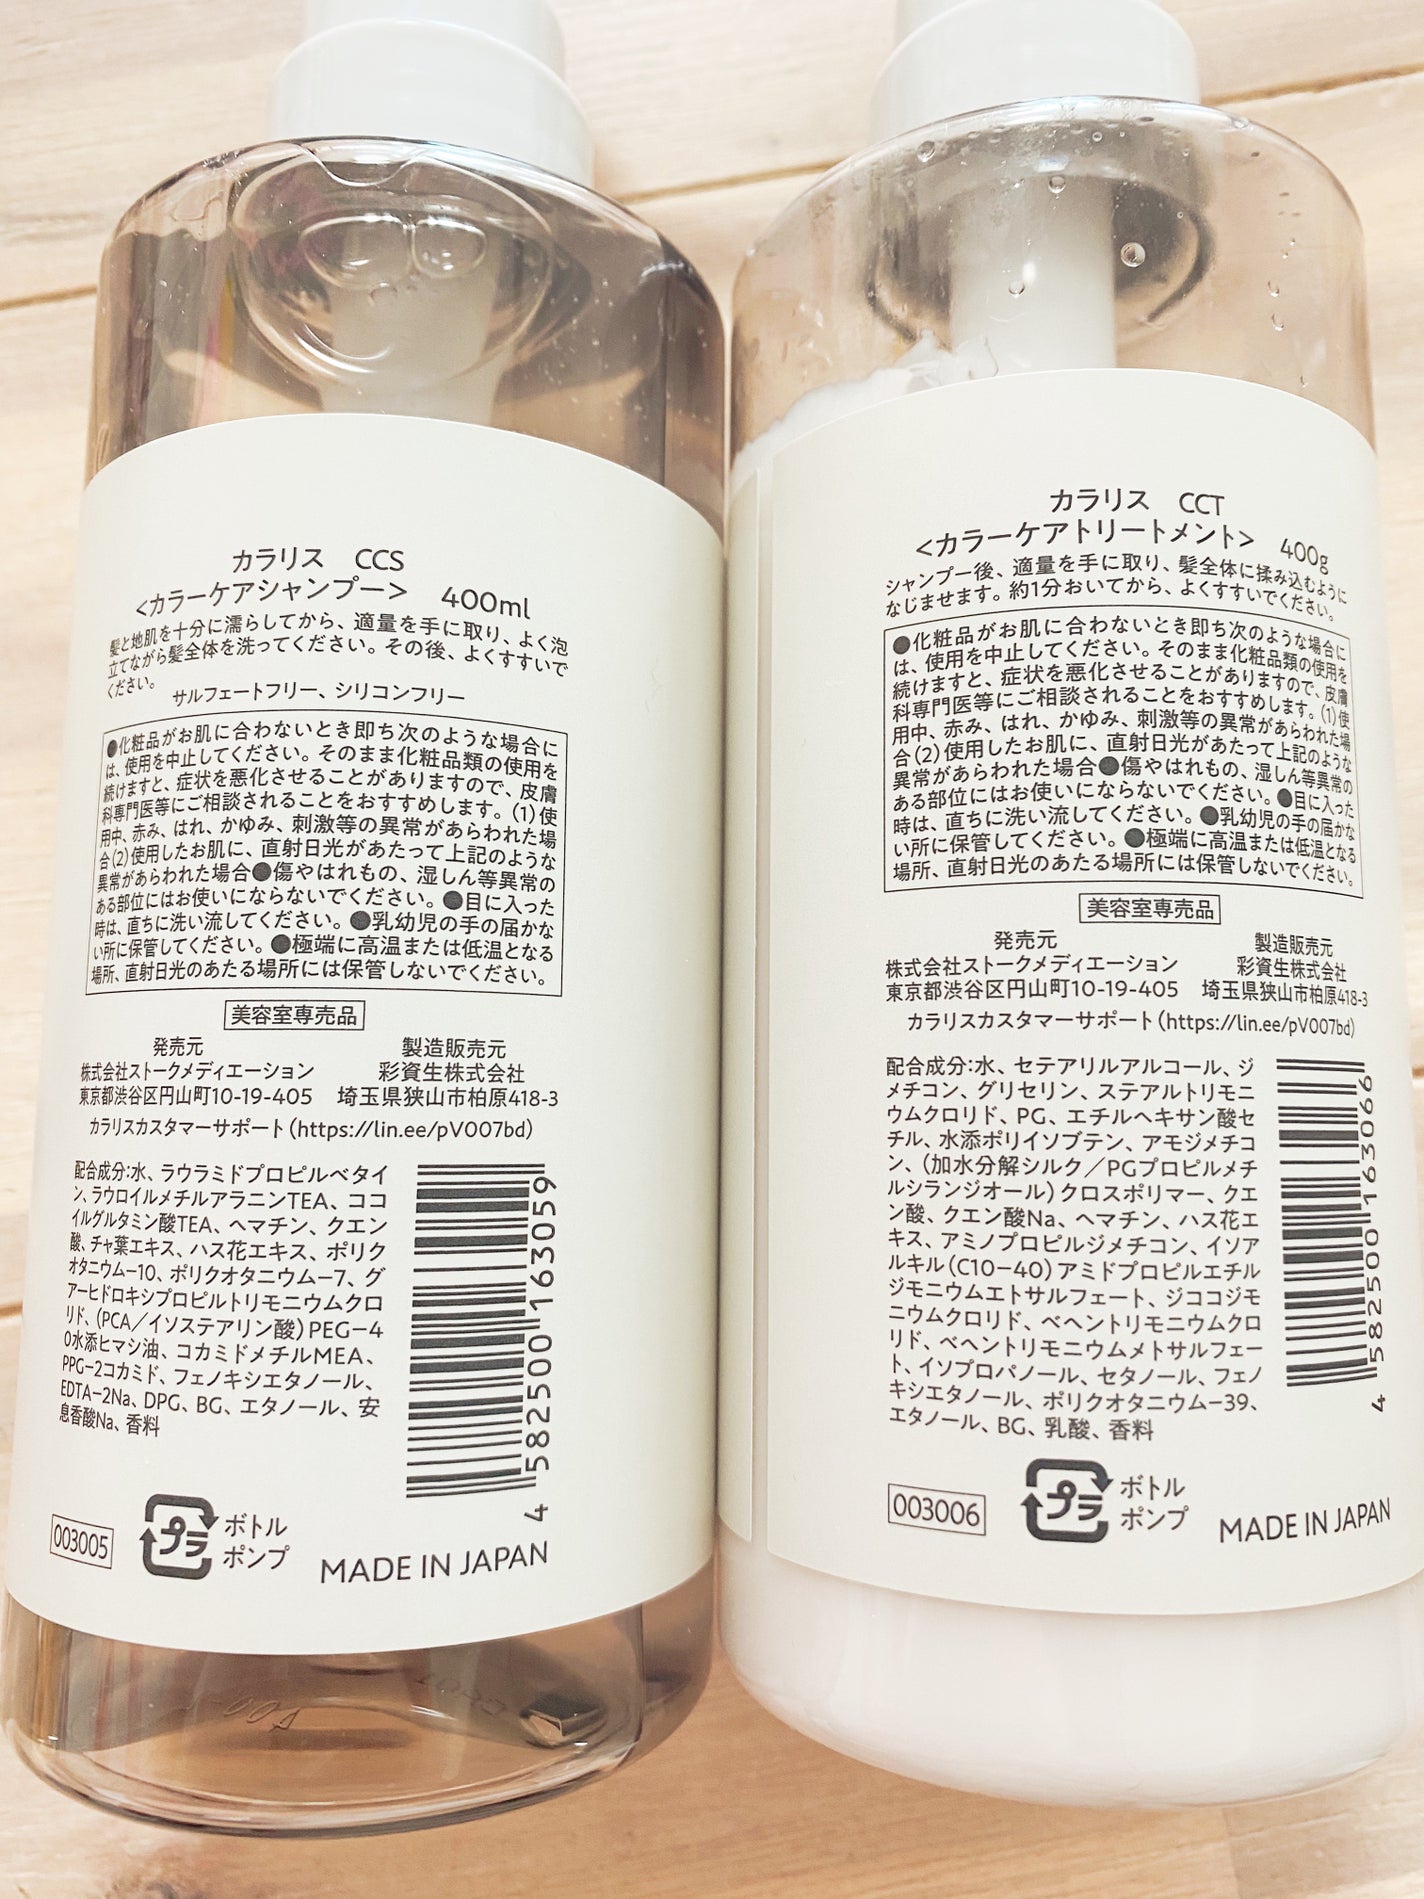 カラリス CCS
<カラーケアシャンプー> 400ml
髪と地肌を十分に濡らしてから、適量を手に取り、よく泡
立てながら髪全体を洗ってください。その後、よくすすいで
ください。
サルフェートフリー、シリコンフリー
●化粧品がお肌に合わないとき即ち次のような場合に
は、使用を中止してください。そのまま化粧品類の使用を
続けますと、症状を悪化させることがありますので、皮膚
科専門医等にご相談されることをおすすめします。(1)使
用中、赤み、はれ、かゆみ、刺激等の異常があらわれた場
合(2)使用したお肌に、直射日光があたって上記のような
異常があらわれた場合●傷やはれもの、湿しん等異常の
ある部位にはお使いにならないでください。●目に入った
時は、直ちに洗い流してください。●乳幼児の手の届かな
い所に保管してください。●極端に高温または低温となる
場所、直射日光のあたる場所には保管しないでください。
美容室専売品
発売元
株式会社ストークメディエーション
東京都渋谷区円山町10-19-405
製造販売元
彩資生株式会社
埼玉県狭山市柏原418-3
カラリスカスタマーサポート(https://lin.ee/pV007bd)
配合成分:水、ラウラミドプロピルベタイ
ン、ラウロイルメチルアラニンTEA、ココ
イルグルタミン酸TEA、ヘマチン、クエン
酸、チャ葉エキス、ハス花エキス、ポリク
オタニウム−10、ポリクオタニウム−7、グ
アーヒドロキシプロピルトリモニウムクロ
リド、(PCA/イソステアリン酸)PEG−4
0水添ヒマシ油、コカミドメチルMEA、
PPG−2コカミド、フェノキシエタノール、
EDTA−2Na、DPG、BG、エタノール、安
息香酸Na、香料
4 582500 163059
003005
プラ
ボトル
ポンプ
MADE IN JAPAN
カラリス CCT
<カラーケアトリートメント> 400g
シャンプー後、適量を手に取り、髪全体に揉み込むように
なじませます。約1分おいてから、よくすすいでください。
●化粧品がお肌に合わないとき即ち次のような場合に
は、使用を中止してください。そのまま化粧品類の使用を
続けますと、症状を悪化させることがありますので、皮膚
科専門医等にご相談されることをおすすめします。(1)使
用中、赤み、はれ、かゆみ、刺激等の異常があらわれた場
合(2)使用したお肌に、直射日光があたって上記のような
異常があらわれた場合●傷やはれもの、湿しん等異常の
ある部位にはお使いにならないでください。●目に入った
時は、直ちに洗い流してください。●乳幼児の手の届かな
い所に保管してください。●極端に高温または低温となる
場所、直射日光のあたる場所には保管しないでください。
美容室専売品
発売元
株式会社ストークメディエーション
東京都渋谷区円山町10-19-405
製造販売元
彩資生株式会社
埼玉県狭山市柏原418-3
カラリスカスタマーサポート(https://lin.ee/pV007bd)
配合成分:水、セテアリルアルコール、ジ
メチコン、グリセリン、ステアルトリモニ
ウムクロリド、PG、エチルヘキサン酸セ
チル、水添ポリイソブテン、アモジメチコ
ン、(加水分解シルク/PGプロピルメチ
ルシランジオール)クロスポリマー、クエ
ン酸、クエン酸Na、ヘマチン、ハス花エ
キス、アミノプロピルジメチコン、イソア
ルキル(C10−40)アミドプロピルエチル
ジモニウムエトサルフェート、ジココジモ
ニウムクロリド、ベヘントリモニウムクロ
リド、ベヘントリモニウムメトサルフェー
ト、イソプロパノール、セタノール、フェノ
キシエタノール、ポリクオタニウム−39、
エタノール、BG、乳酸、香料
4 582500 163066
003006
プラ
ボトル
ポンプ
MADE IN JAPAN